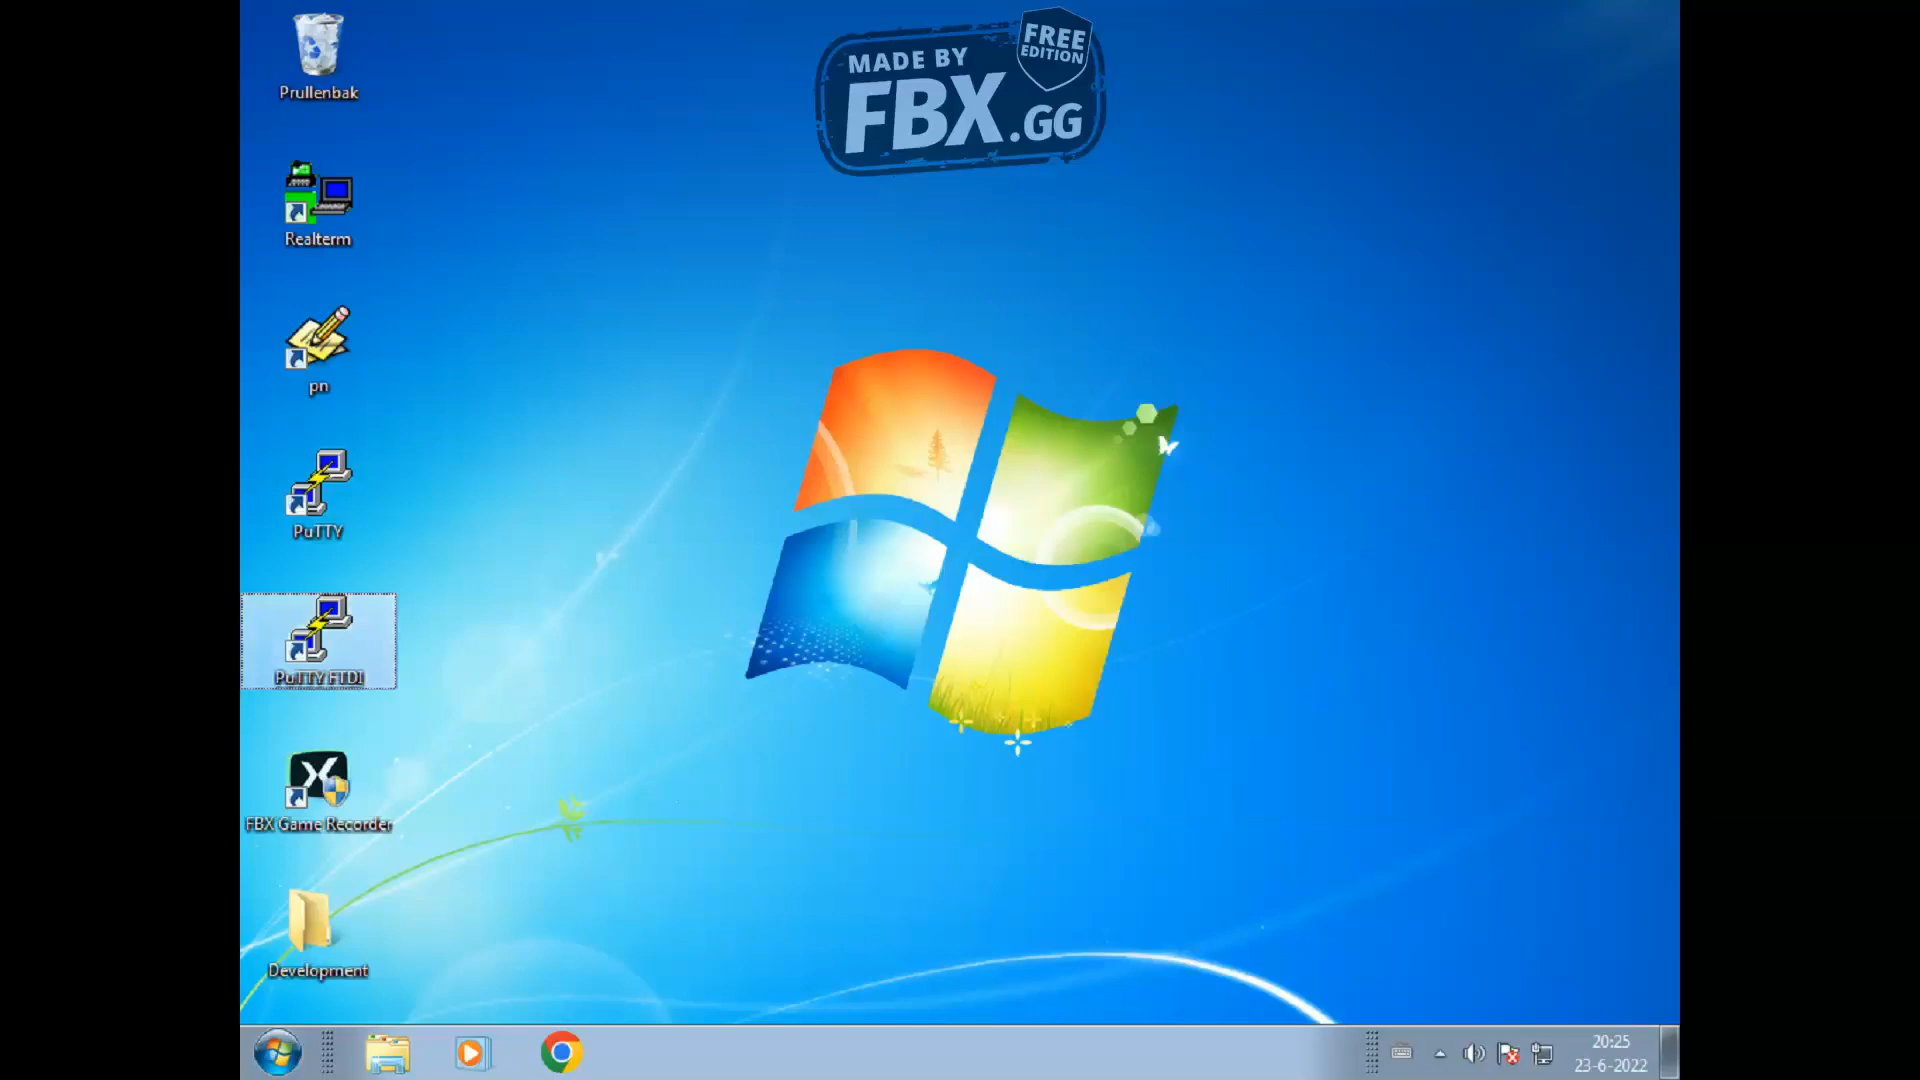 Prullenbak
MADE BY
FBX.GG
FREE
EDITION
Realterm
pn
PuTTY
PuTTY FTDI
FBX Game Recorder
Development
20:25
23-6-2022